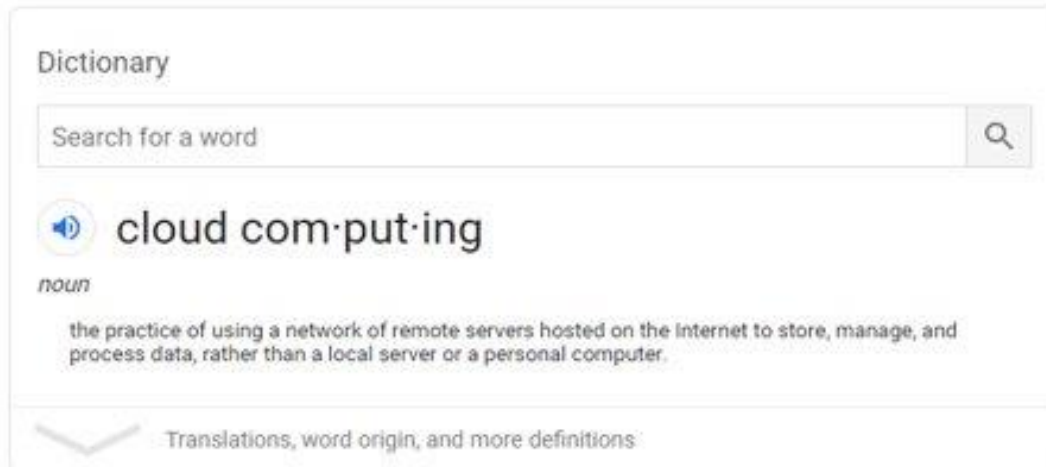 Dictionary
Search for a word
cloud com·put·ing
noun
the practice of using a network of remote servers hosted on the Internet to store, manage, and
process data, rather than a local server or a personal computer.
Translations, word origin, and more definitions